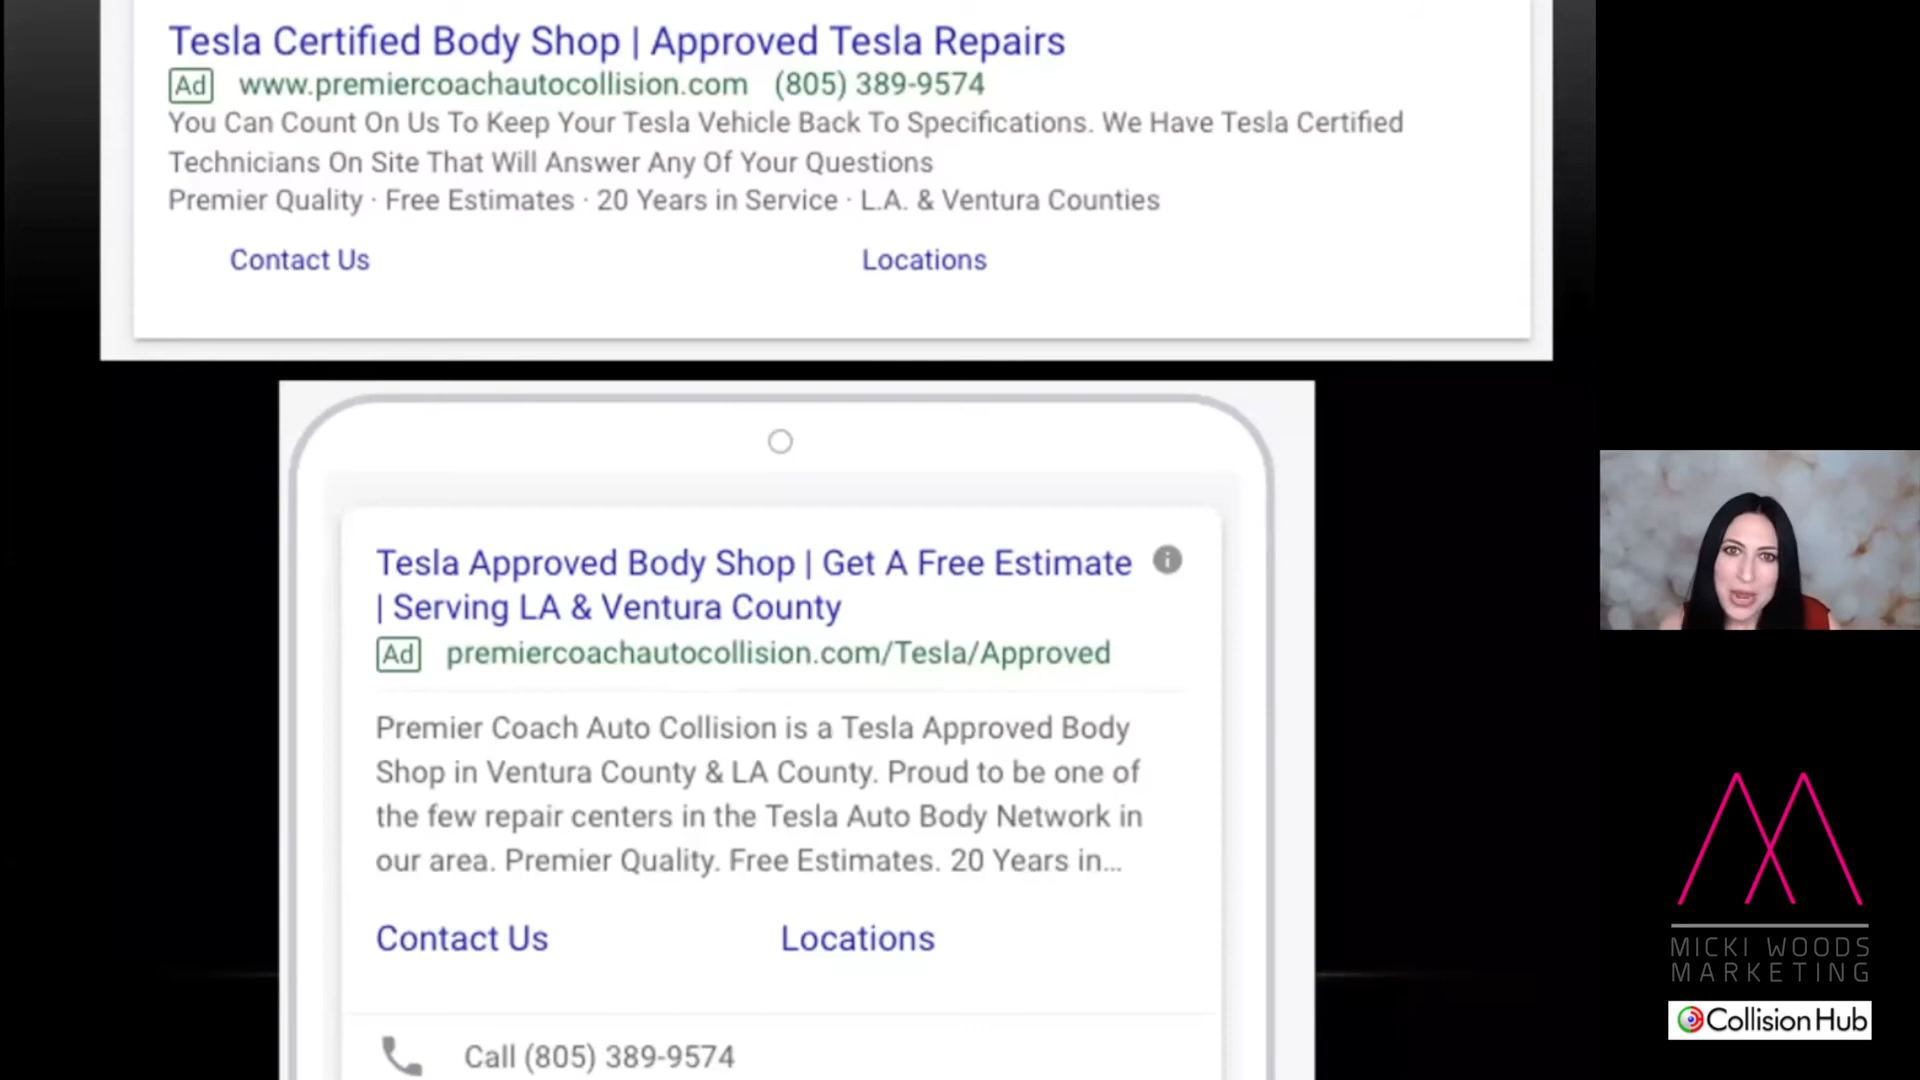 Tesla Certified Body Shop | Approved Tesla Repairs
Ad www.premiercoachautocollision.com (805) 389-9574
You Can Count On Us To Keep Your Tesla Vehicle Back To Specifications. We Have Tesla Certified
Technicians On Site That Will Answer Any Of Your Questions
Premier Quality · Free Estimates · 20 Years in Service · L.A. & Ventura Counties
Contact Us Locations
Tesla Approved Body Shop | Get A Free Estimate
| Serving LA & Ventura County
Ad premiercoachautocollision.com/Tesla/Approved
Premier Coach Auto Collision is a Tesla Approved Body
Shop in Ventura County & LA County. Proud to be one of
the few repair centers in the Tesla Auto Body Network in
our area. Premier Quality. Free Estimates. 20 Years in...
Contact Us Locations
Call (805) 389-9574
MICKI WOODS
MARKETING
Collision Hub